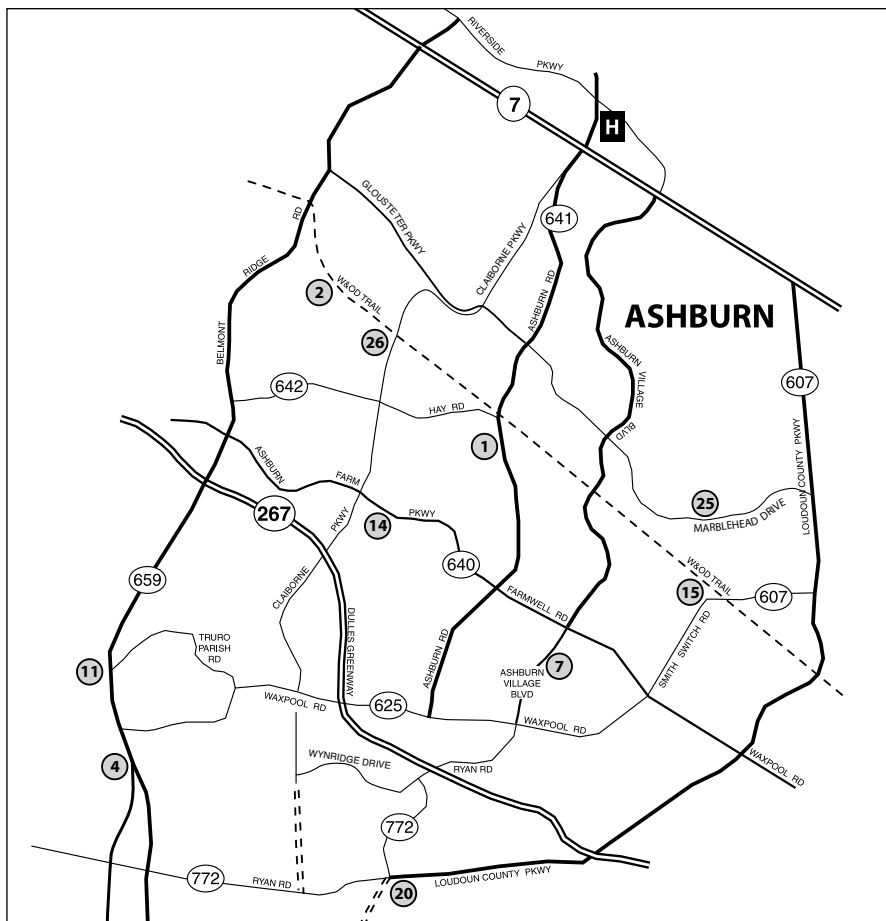 RIVERSIDE
PKWY
7
H
641
GLOUSTETER PKWY
CLAIBORNE PKWY
RD
RIDGE
BELMONT
2
W&OD TRAIL
26
ASHBURN RD
ASHBURN
ASHBURN VILLAGE
BLVD
607
LOUDOUN COUNTY PKWY
642
HAY RD
1
ASHBURN
FARM
PKWY
267
14
PKWY
CLAIBORNE
25
MARBLEHEAD DRIVE
640
FARMWELL RD
W&OD TRAIL
15
607
SMITH SWITCH RD
659
DULLES GREENWAY
TRURO
PARISH
RD
11
ASHBURN RD
7
ASHBURN
VILLAGE
BLVD
WAXPOOL RD
625
WAXPOOL RD
WAXPOOL RD
4
WYNRIDGE DRIVE
RYAN RD
772
772
RYAN RD
LOUDOUN COUNTY PKWY
20